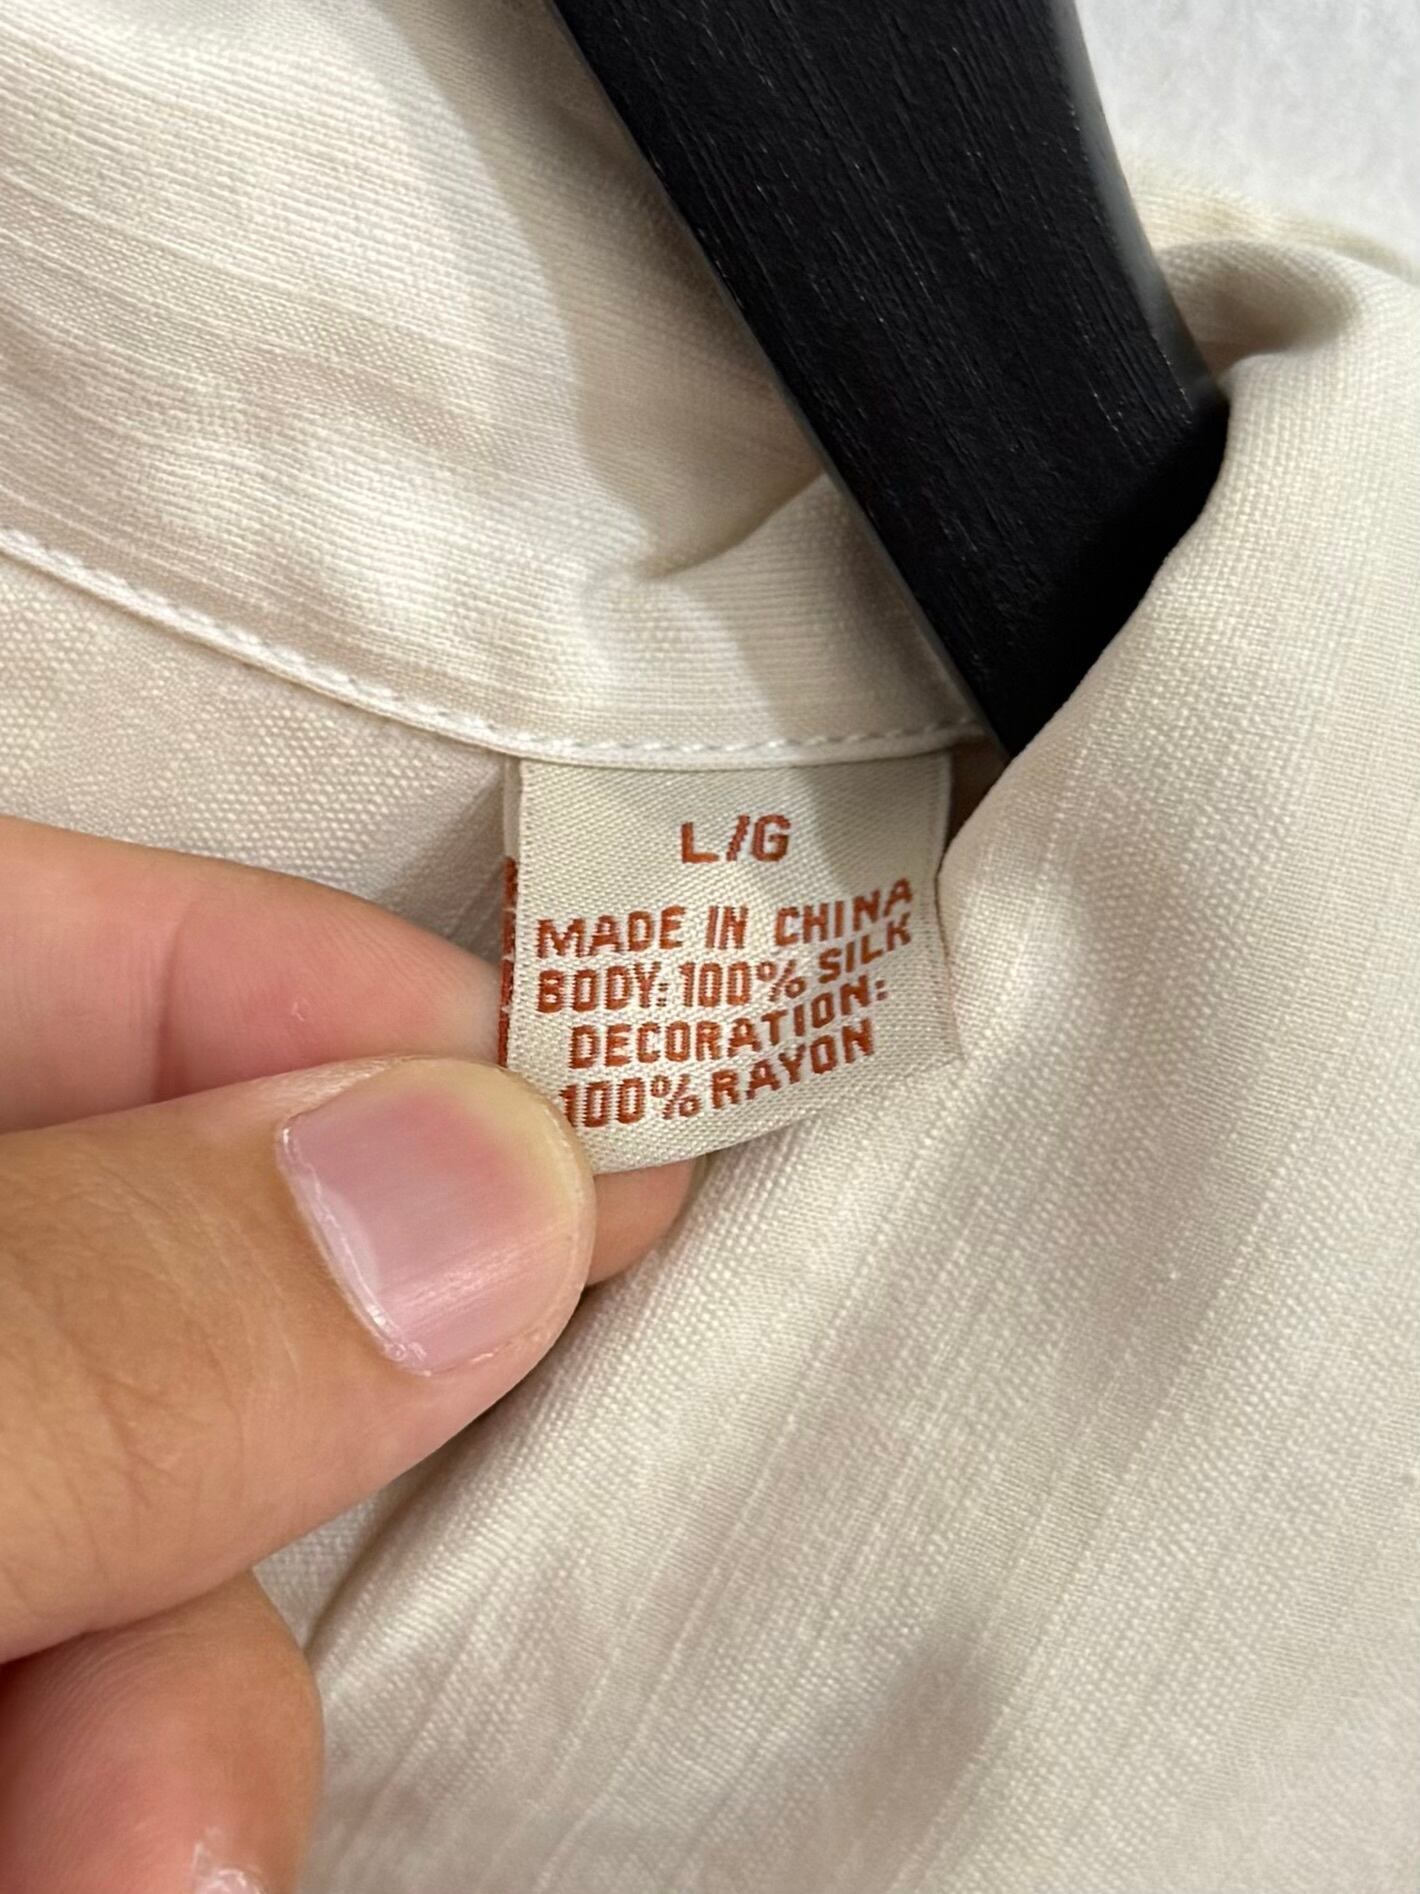 L/G
MADE IN CHINA
BODY: 100% SILK
DECORATION:
100% RAYON